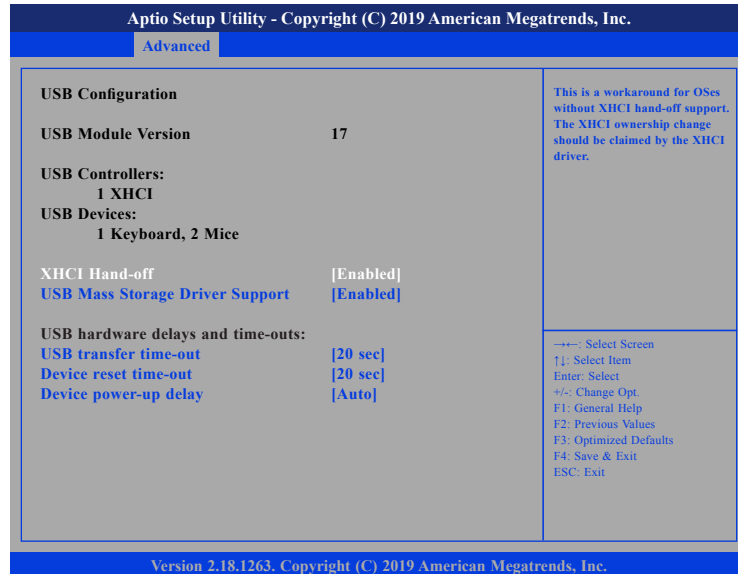 Aptio Setup Utility - Copyright (C) 2019 American Megatrends, Inc.
Advanced
USB Configuration
USB Module Version 17
USB Controllers:
1 XHCI
USB Devices:
1 Keyboard, 2 Mice
XHCI Hand-off [Enabled]
USB Mass Storage Driver Support [Enabled]
USB hardware delays and time-outs:
USB transfer time-out [20 sec]
Device reset time-out [20 sec]
Device power-up delay [Auto]
This is a workaround for OSes
without XHCI hand-off support.
The XHCI ownership change
should be claimed by the XHCI
driver.
→←: Select Screen
↑↓: Select Item
Enter: Select
+/-: Change Opt.
F1: General Help
F2: Previous Values
F3: Optimized Defaults
F4: Save & Exit
ESC: Exit
Version 2.18.1263. Copyright (C) 2019 American Megatrends, Inc.